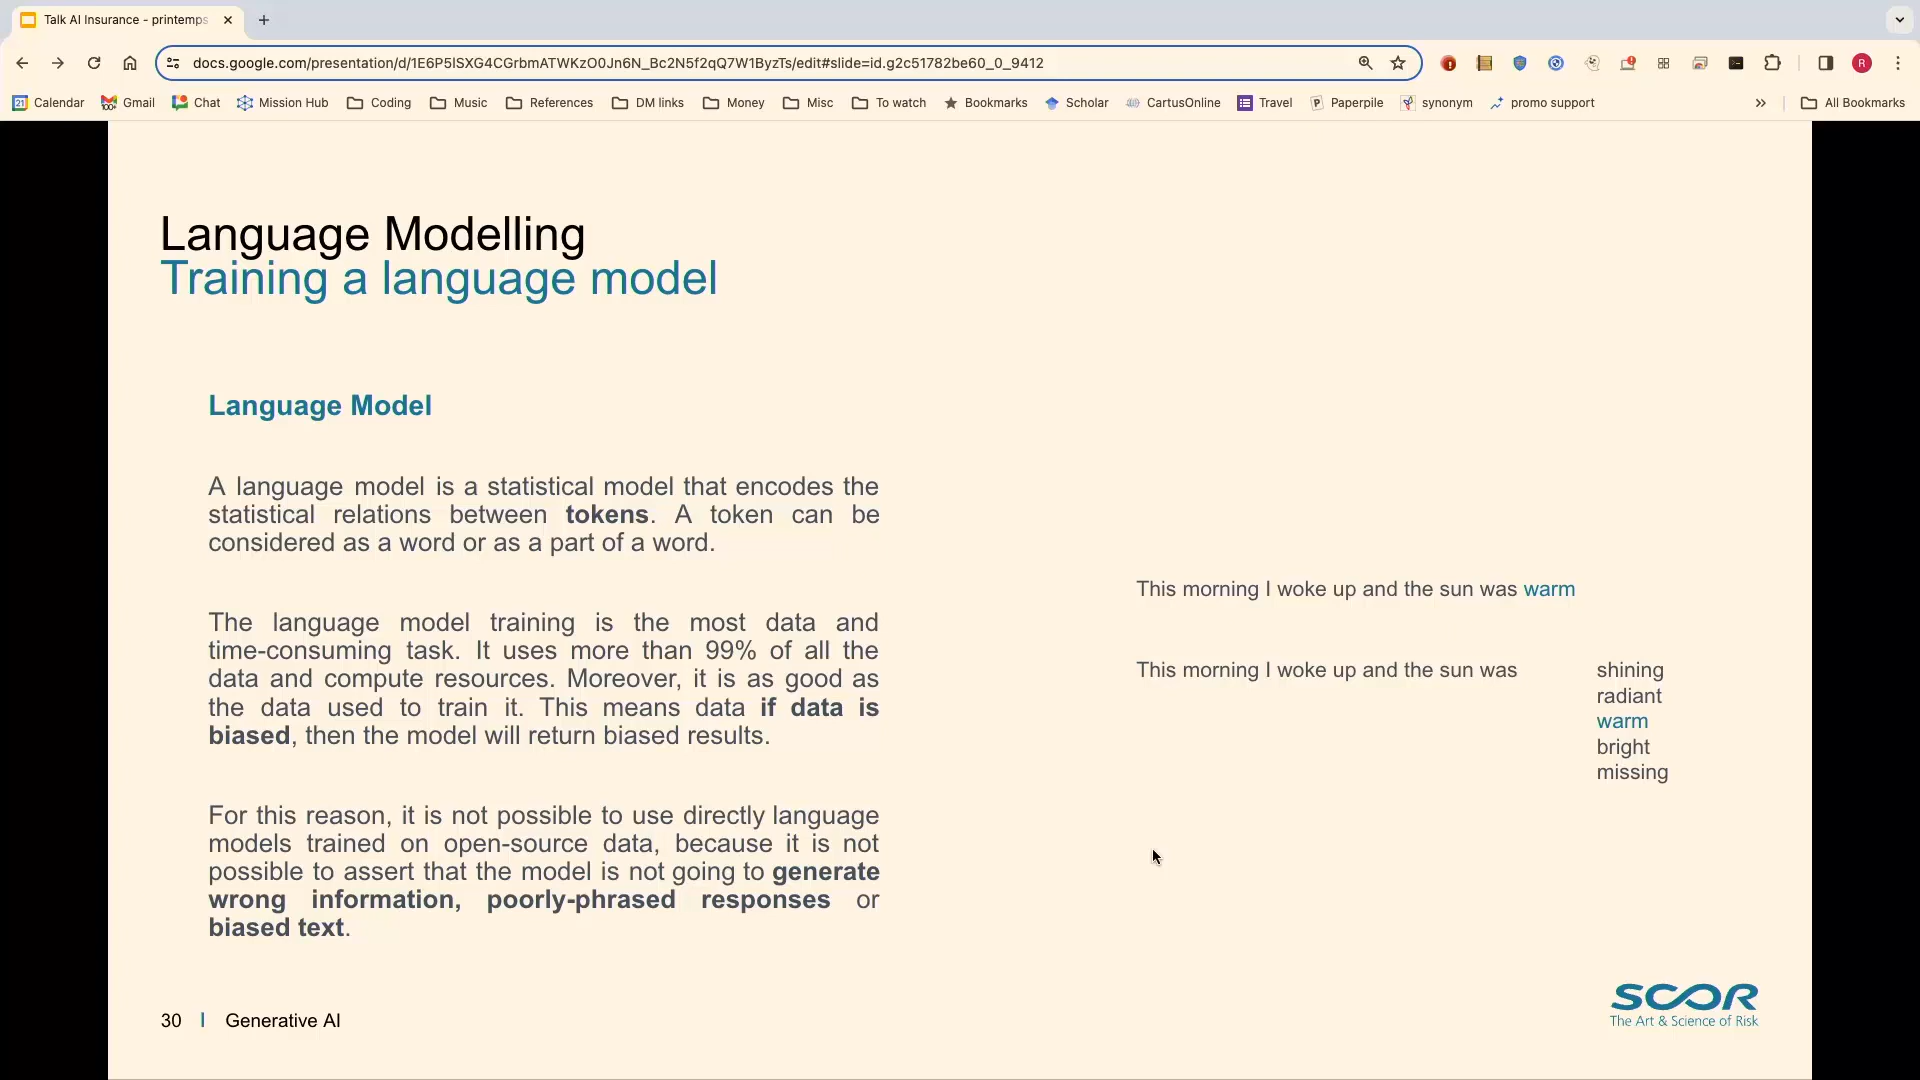 Talk AI Insurance - printemps
docs.google.com/presentation/d/1E6P5lSXG4CGrbmATWKzO0Jn6N_Bc2N5f2qQ7W1ByzTs/edit#slide=id.g2c51782be60_0_9412
R
Calendar Gmail Chat Mission Hub Coding Music References DM links Money Misc To watch Bookmarks Scholar CartusOnline Travel Paperpile synonym promo support » All Bookmarks
Language Modelling
Training a language model
Language Model
A language model is a statistical model that encodes the
statistical relations between tokens. A token can be
considered as a word or as a part of a word.
The language model training is the most data and
time-consuming task. It uses more than 99% of all the
data and compute resources. Moreover, it is as good as
the data used to train it. This means data if data is
biased, then the model will return biased results.
For this reason, it is not possible to use directly language
models trained on open-source data, because it is not
possible to assert that the model is not going to generate
wrong information, poorly-phrased responses or
biased text.
This morning I woke up and the sun was warm
This morning I woke up and the sun was shining
radiant
warm
bright
missing
30 | Generative AI
SCOR
The Art & Science of Risk